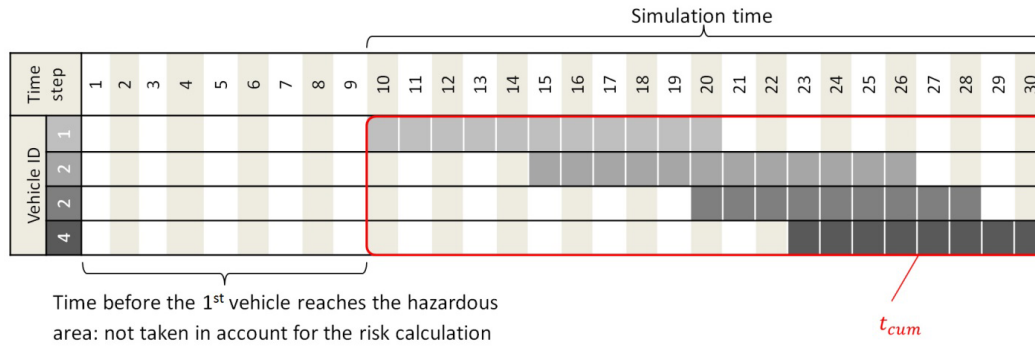 Simulation time
Time step 1 2 3 4 5 6 7 8 9 10 11 12 13 14 15 16 17 18 19 20 21 22 23 24 25 26 27 28 29 30
Vehicle ID
1
2
2
4
Time before the 1st vehicle reaches the hazardous
area: not taken in account for the risk calculation
t_cum